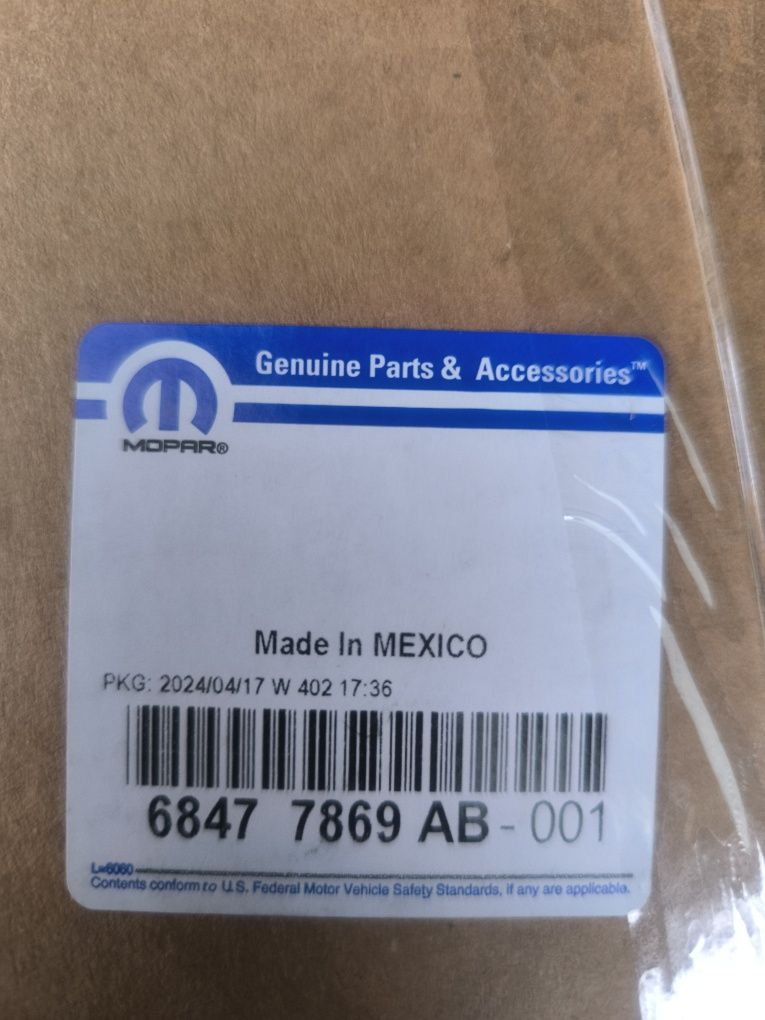 Genuine Parts & Accessories™
MOPAR®
Made In MEXICO
PKG: 2024/04/17 W 402 17:36
6847 7869 AB - 001
L-6060
Contents conform to U.S. Federal Motor Vehicle Safety Standards, if any are applicable.